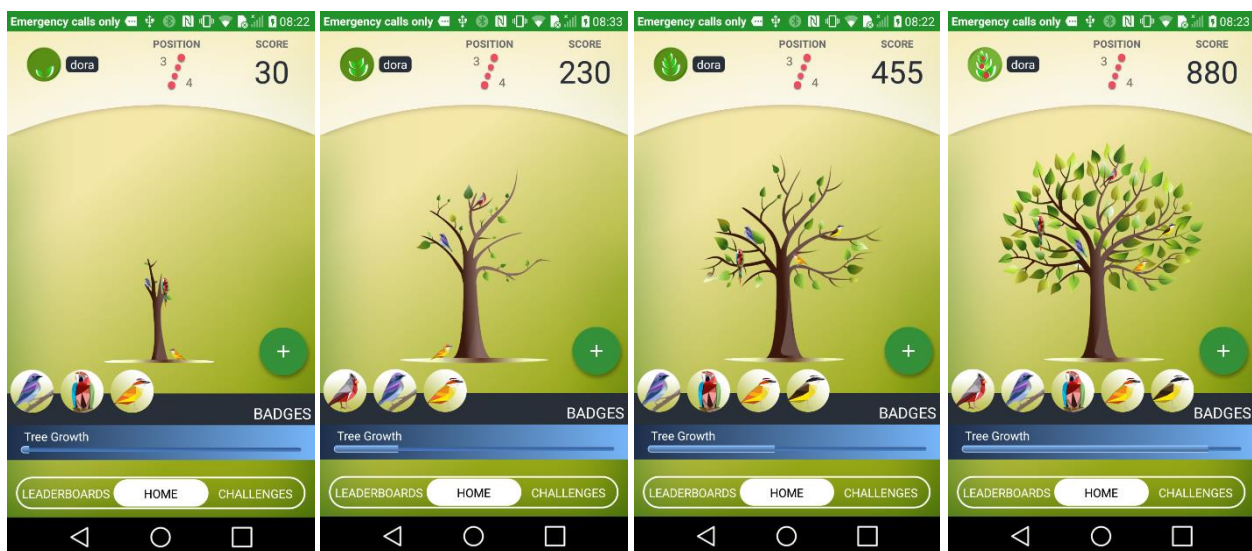 Emergency calls only 08:22
dora
POSITION
3
4
SCORE
30
BADGES
Tree Growth
LEADERBOARDS HOME CHALLENGES
Emergency calls only 08:33
dora
POSITION
3
4
SCORE
230
BADGES
Tree Growth
LEADERBOARDS HOME CHALLENGES
Emergency calls only 08:22
dora
POSITION
3
4
SCORE
455
BADGES
Tree Growth
LEADERBOARDS HOME CHALLENGES
Emergency calls only 08:23
dora
POSITION
3
4
SCORE
880
BADGES
Tree Growth
LEADERBOARDS HOME CHALLENGES